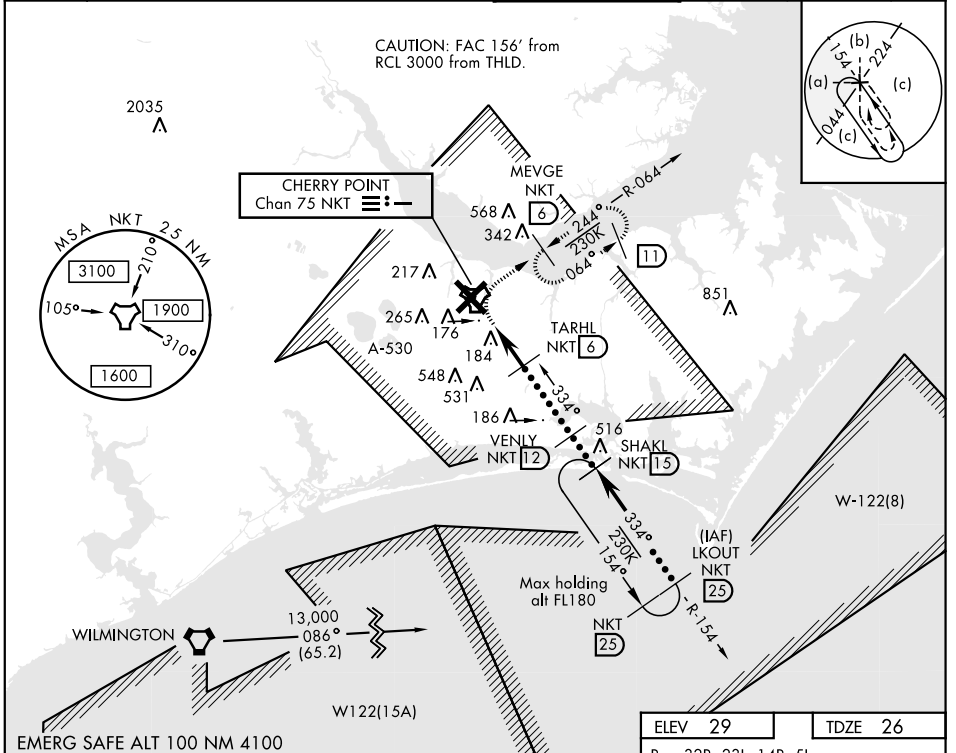 CAUTION: FAC 156' from
RCL 3000 from THLD.
2035
(b)
154
224
(a)
(c)
044
(c)
CHERRY POINT
Chan 75 NKT
MEVGE
NKT
6
R-064
568
342
244°
230K
064°
11
MSA NKT 25 NM
210°
3100
105°
1900
310°
1600
217
265
176
A-530
184
851
TARHL
NKT 6
548
531
334°
186
VENLY
NKT 12
516
SHAKL
NKT 15
W-122(8)
334°
230K
154°
(IAF)
LKOUT
NKT
25
Max holding
alt FL180
NKT
25
R-154
13,000
WILMINGTON
086°
(65.2)
W122(15A)
EMERG SAFE ALT 100 NM 4100
ELEV 29
TDZE 26